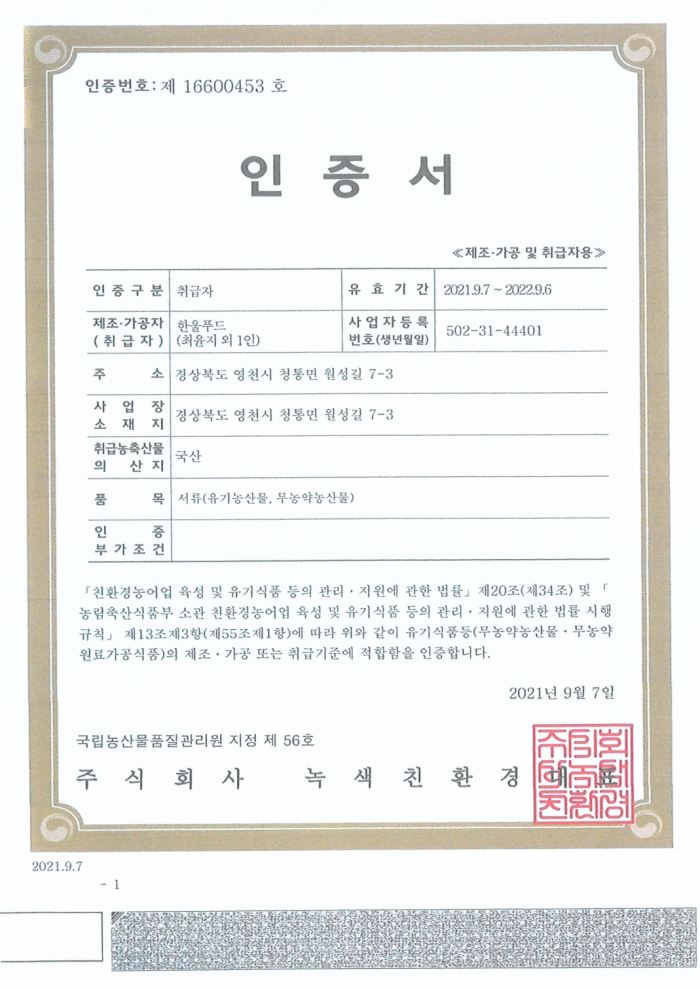 인증번호: 제 16600453 호
인 증 서
≪제조·가공 및 취급자용≫
인 증 구 분 취급자 유 효 기 간 2021.9.7 ~ 2022.9.6
제조·가공자 한울푸드 사 업 자 등 록
( 취 급 자 ) (최윤지 외 1인) 번호(생년월일) 502-31-44401
주 소 경상북도 영천시 청통면 월성길 7-3
사 업 장
소 재 지 경상북도 영천시 청통면 월성길 7-3
취급농축산물
의 산 지 국산
품 목 서류(유기농산물, 무농약농산물)
인 증
부 가 조 건
「친환경농어업 육성 및 유기식품 등의 관리·지원에 관한 법률」제20조(제34조) 및 「
농림축산식품부 소관 친환경농어업 육성 및 유기식품 등의 관리·지원에 관한 법률 시행
규칙」 제13조제3항(제55조제1항)에 따라 위와 같이 유기식품등(무농약농산물·무농약
원료가공식품)의 제조·가공 또는 취급기준에 적합함을 인증합니다.
2021년 9월 7일
국립농산물품질관리원 지정 제 56호
주 식 회 사 녹 색 친 환 경 대 표
2021.9.7
- 1